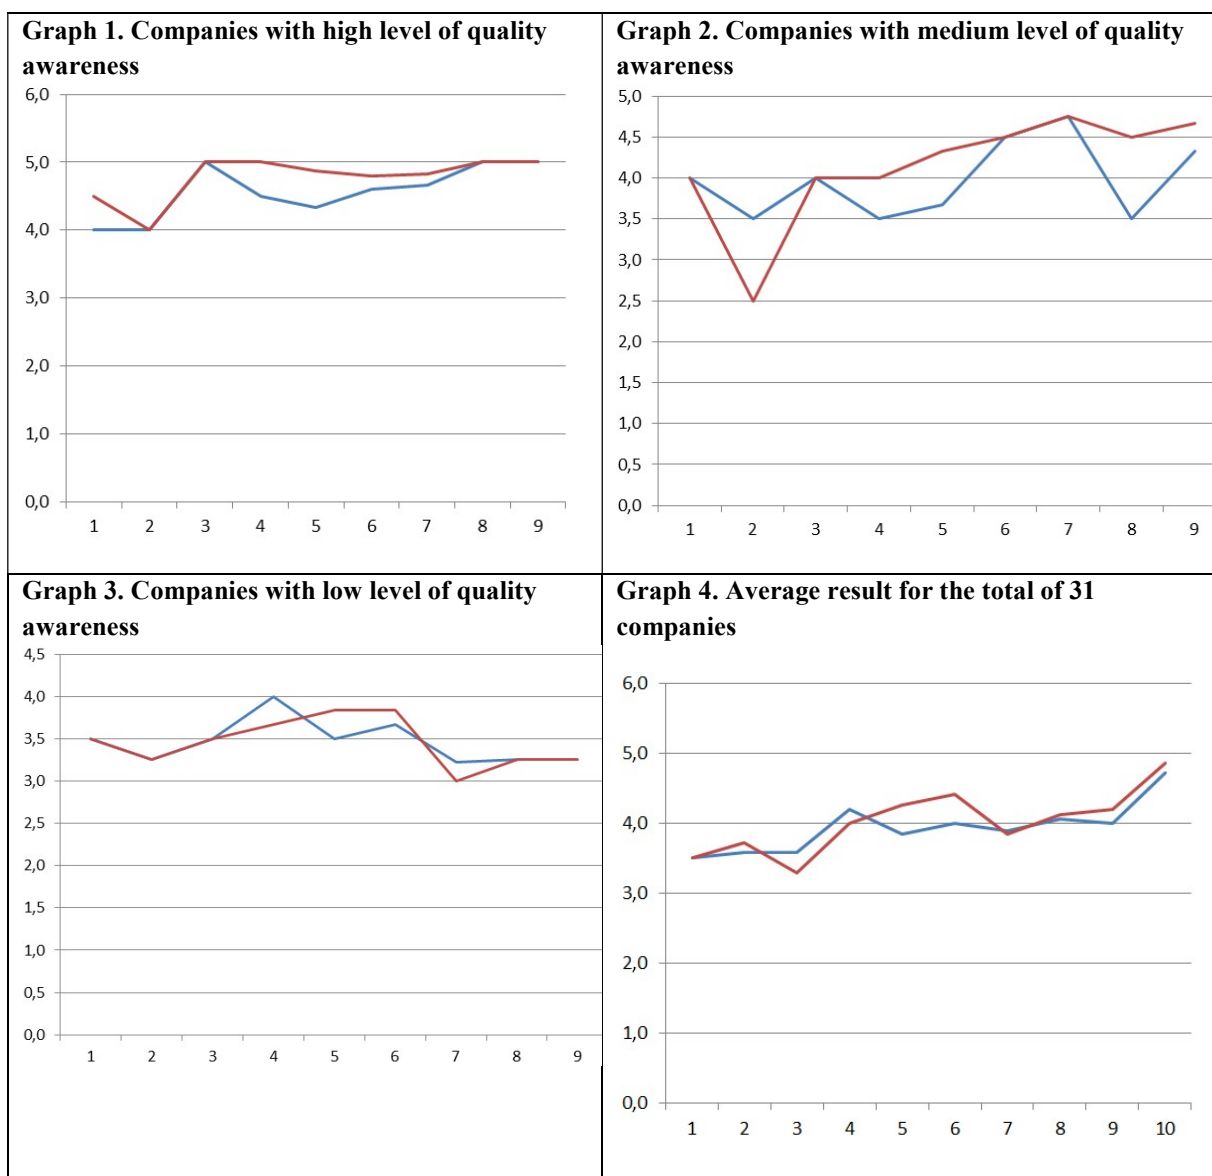 Graph 1. Companies with high level of quality
awareness
6,0
5,0
4,0
3,0
2,0
1,0
0,0
1 2 3 4 5 6 7 8 9
Graph 2. Companies with medium level of quality
awareness
5,0
4,5
4,0
3,5
3,0
2,5
2,0
1,5
1,0
0,5
0,0
1 2 3 4 5 6 7 8 9
Graph 3. Companies with low level of quality
awareness
4,5
4,0
3,5
3,0
2,5
2,0
1,5
1,0
0,5
0,0
1 2 3 4 5 6 7 8 9
Graph 4. Average result for the total of 31
companies
6,0
5,0
4,0
3,0
2,0
1,0
0,0
1 2 3 4 5 6 7 8 9 10